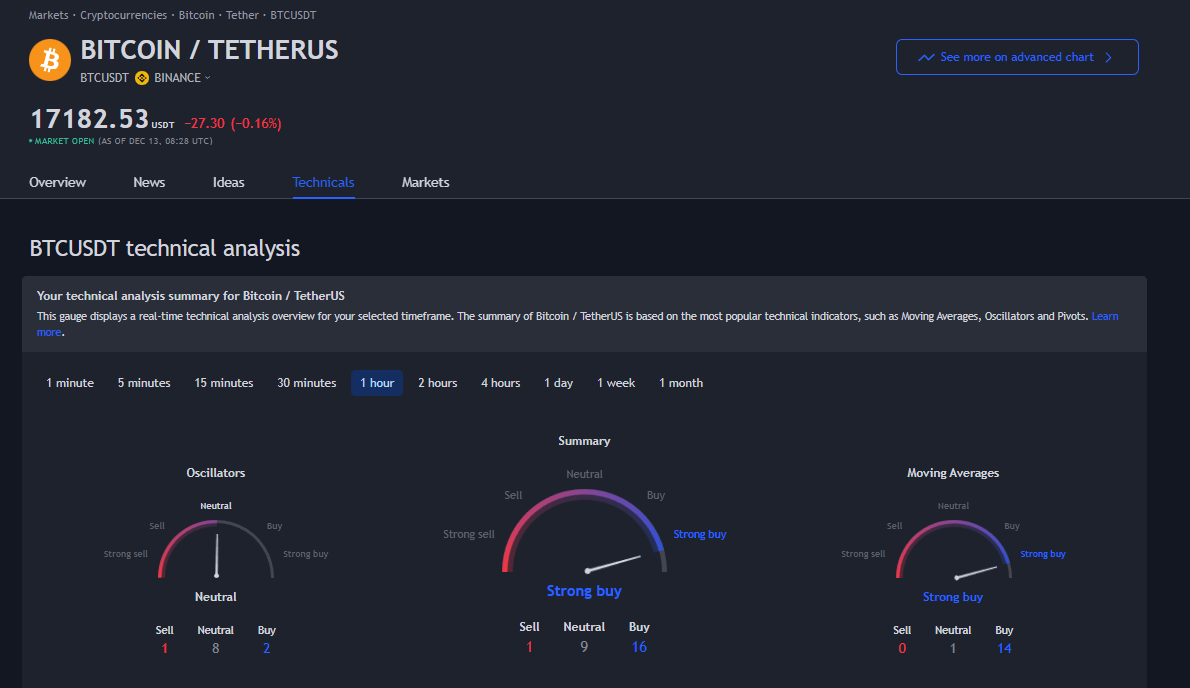 Markets · Cryptocurrencies · Bitcoin · Tether · BTCUSDT
BITCOIN / TETHERUS
BTCUSDT BINANCE
See more on advanced chart
17182.53 USDT −27.30 (−0.16%)
MARKET OPEN (AS OF DEC 13, 08:28 UTC)
Overview News Ideas Technicals Markets
BTCUSDT technical analysis
Your technical analysis summary for Bitcoin / TetherUS
This gauge displays a real-time technical analysis overview for your selected timeframe. The summary of Bitcoin / TetherUS is based on the most popular technical indicators, such as Moving Averages, Oscillators and Pivots. Learn
more.
1 minute 5 minutes 15 minutes 30 minutes 1 hour 2 hours 4 hours 1 day 1 week 1 month
Oscillators
Neutral
Sell Buy
Strong sell Strong buy
Neutral
Sell Neutral Buy
1 8 2
Summary
Neutral
Sell Buy
Strong sell Strong buy
Strong buy
Sell Neutral Buy
1 9 16
Moving Averages
Neutral
Sell Buy
Strong sell Strong buy
Strong buy
Sell Neutral Buy
0 1 14